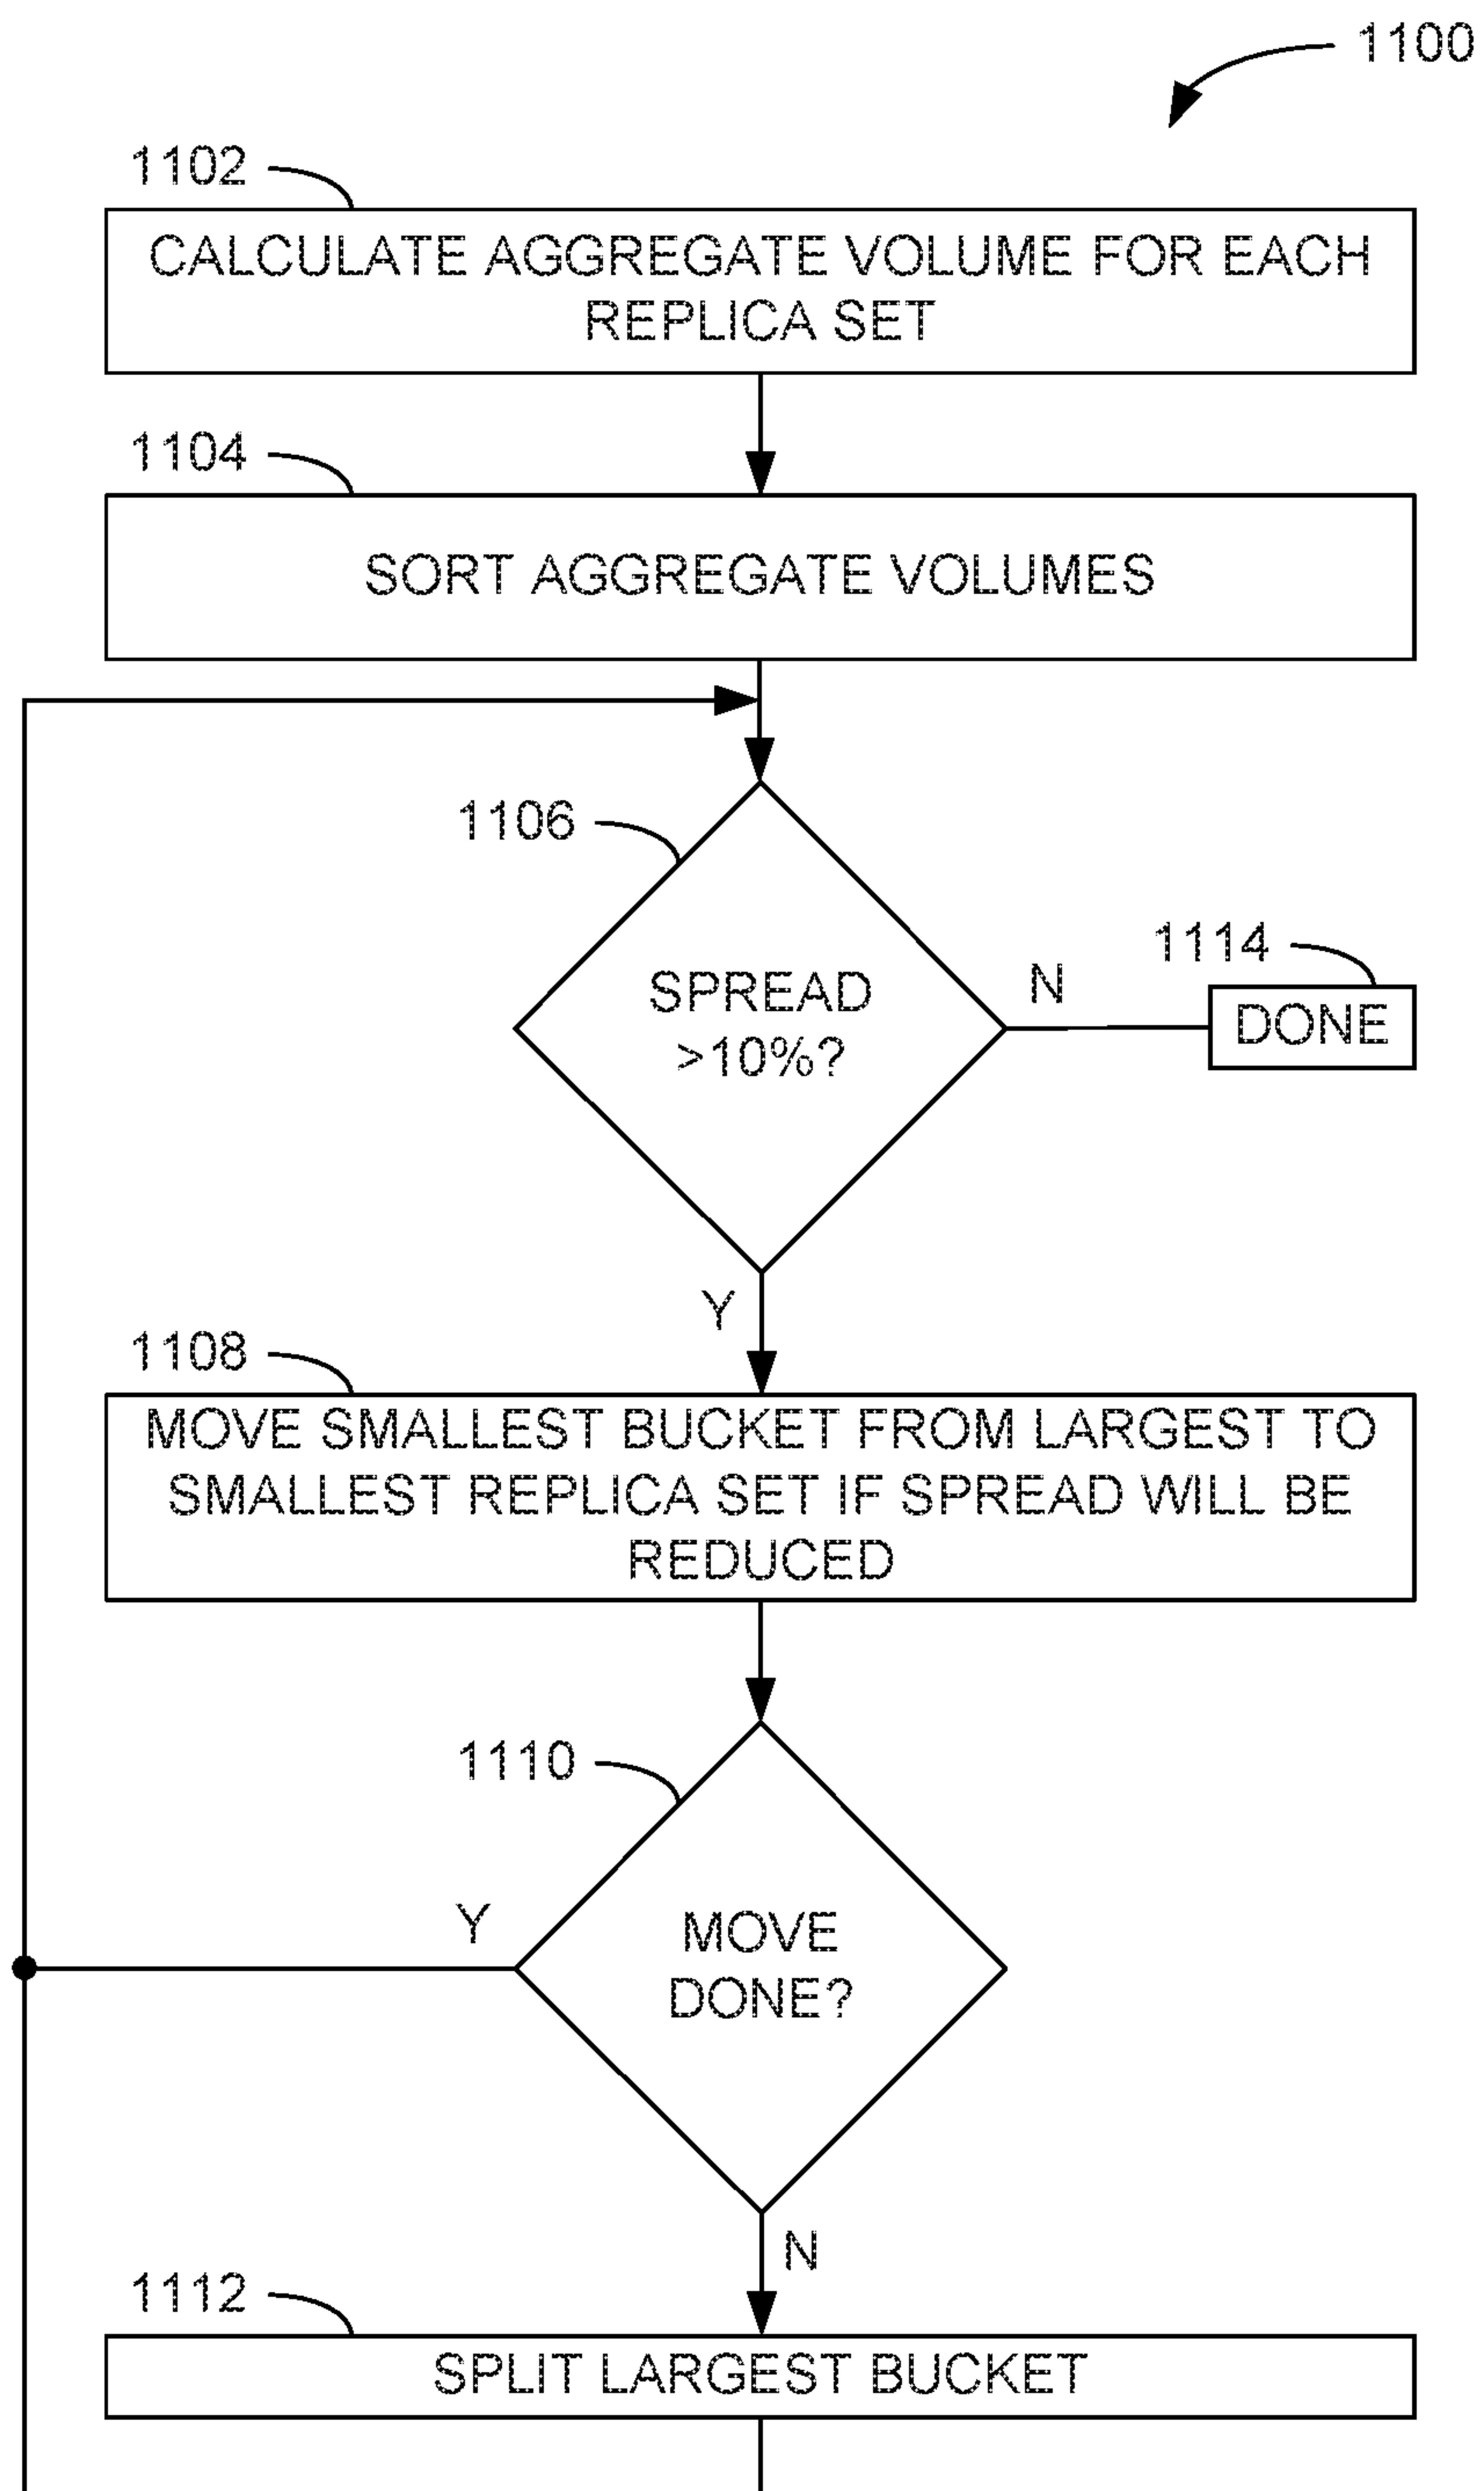 1100
1102
CALCULATE AGGREGATE VOLUME FOR EACH
REPLICA SET
1104
SORT AGGREGATE VOLUMES
1106
SPREAD
>10%?
N
1114
DONE
Y
1108
MOVE SMALLEST BUCKET FROM LARGEST TO
SMALLEST REPLICA SET IF SPREAD WILL BE
REDUCED
1110
MOVE
DONE?
Y
N
1112
SPLIT LARGEST BUCKET